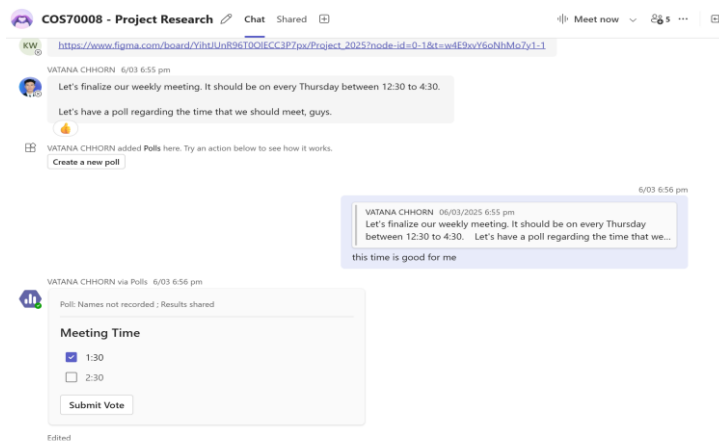 COS70008 - Project Research
Chat
Shared
Meet now
5
KW
https://www.figma.com/board/YihtJUnR96T0OlECC3P7px/Project_2025?node-id=0-1&t=w4E9xvY6oNhMo7y1-1
VATANA CHHORN 6/03 6:55 pm
Let's finalize our weekly meeting. It should be on every Thursday between 12:30 to 4:30.
Let's have a poll regarding the time that we should meet, guys.
VATANA CHHORN added Polls here. Try an action below to see how it works.
Create a new poll
6/03 6:56 pm
VATANA CHHORN 06/03/2025 6:55 pm
Let's finalize our weekly meeting. It should be on every Thursday
between 12:30 to 4:30. Let's have a poll regarding the time that we...
this time is good for me
VATANA CHHORN via Polls 6/03 6:56 pm
Poll: Names not recorded ; Results shared
Meeting Time
1:30
2:30
Submit Vote
Edited